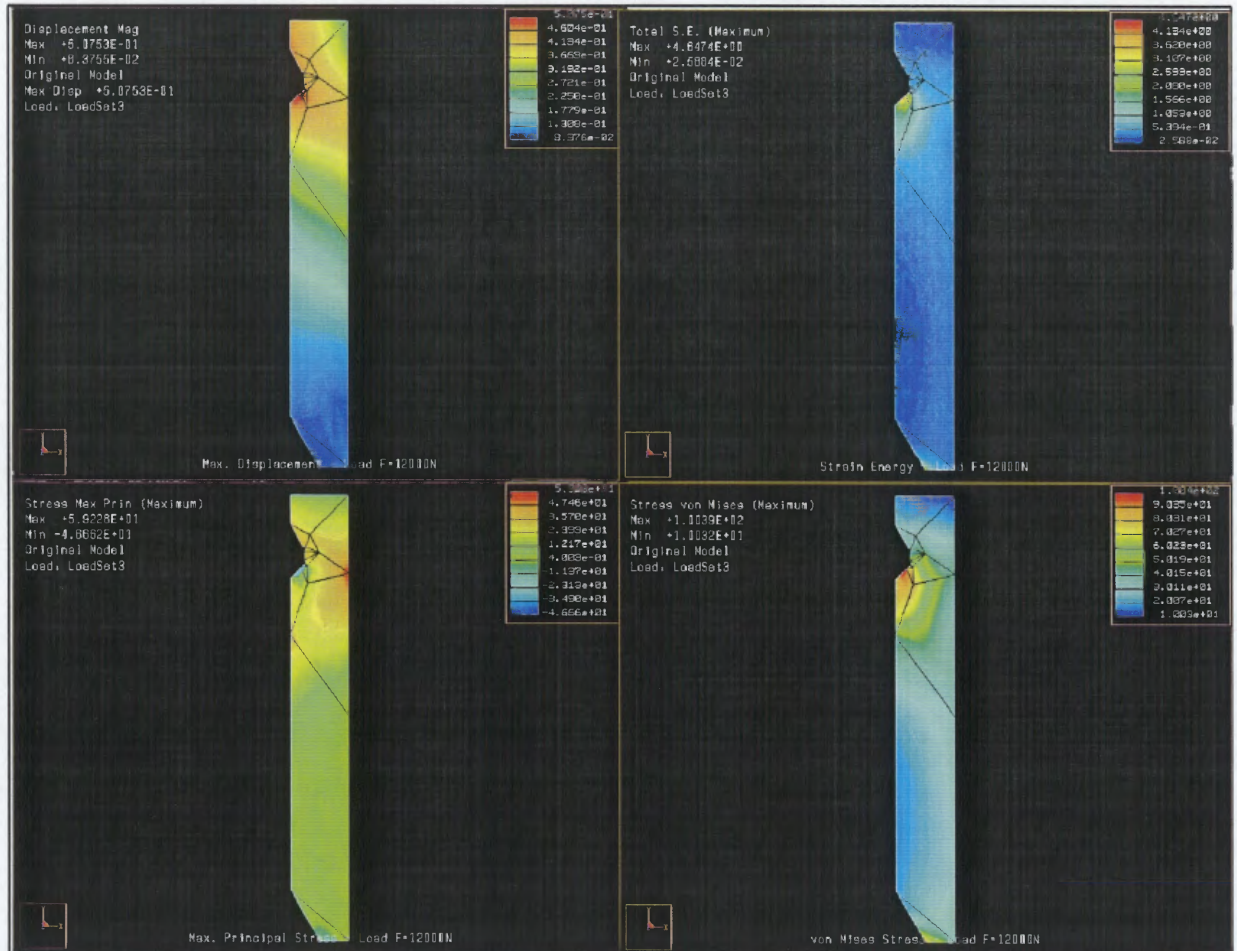 Displacement Mag
Max +5.0753E-01
Min +8.3755E-02
Original Model
Max Disp +5.0753E-01
Load: LoadSet3
4.604e-01
4.134e-01
3.663e-01
3.192e-01
2.721e-01
2.250e-01
1.779e-01
1.308e-01
8.376e-02
Max. Displacement Load F=12000N
Total S.E. (Maximum)
Max +4.6474E+00
Min +2.5884E-02
Original Model
Load: LoadSet3
4.134e+00
3.620e+00
3.107e+00
2.593e+00
2.080e+00
1.566e+00
1.053e+00
5.394e-01
2.588e-02
Strain Energy - Load F=12000N
Stress Max Prin (Maximum)
Max +5.9228E+01
Min -4.6662E+01
Original Model
Load: LoadSet3
4.746e+01
3.570e+01
2.393e+01
1.217e+01
4.003e-01
-1.137e+01
-2.313e+01
-3.490e+01
-4.666e+01
Max. Principal Stress Load F=12000N
Stress von Mises (Maximum)
Max +1.0039E+02
Min +1.0032E+01
Original Model
Load: LoadSet3
1.004e+02
9.035e+01
8.031e+01
7.027e+01
6.023e+01
5.019e+01
4.015e+01
3.011e+01
2.007e+01
1.003e+01
von Mises Stress Load F=12000N